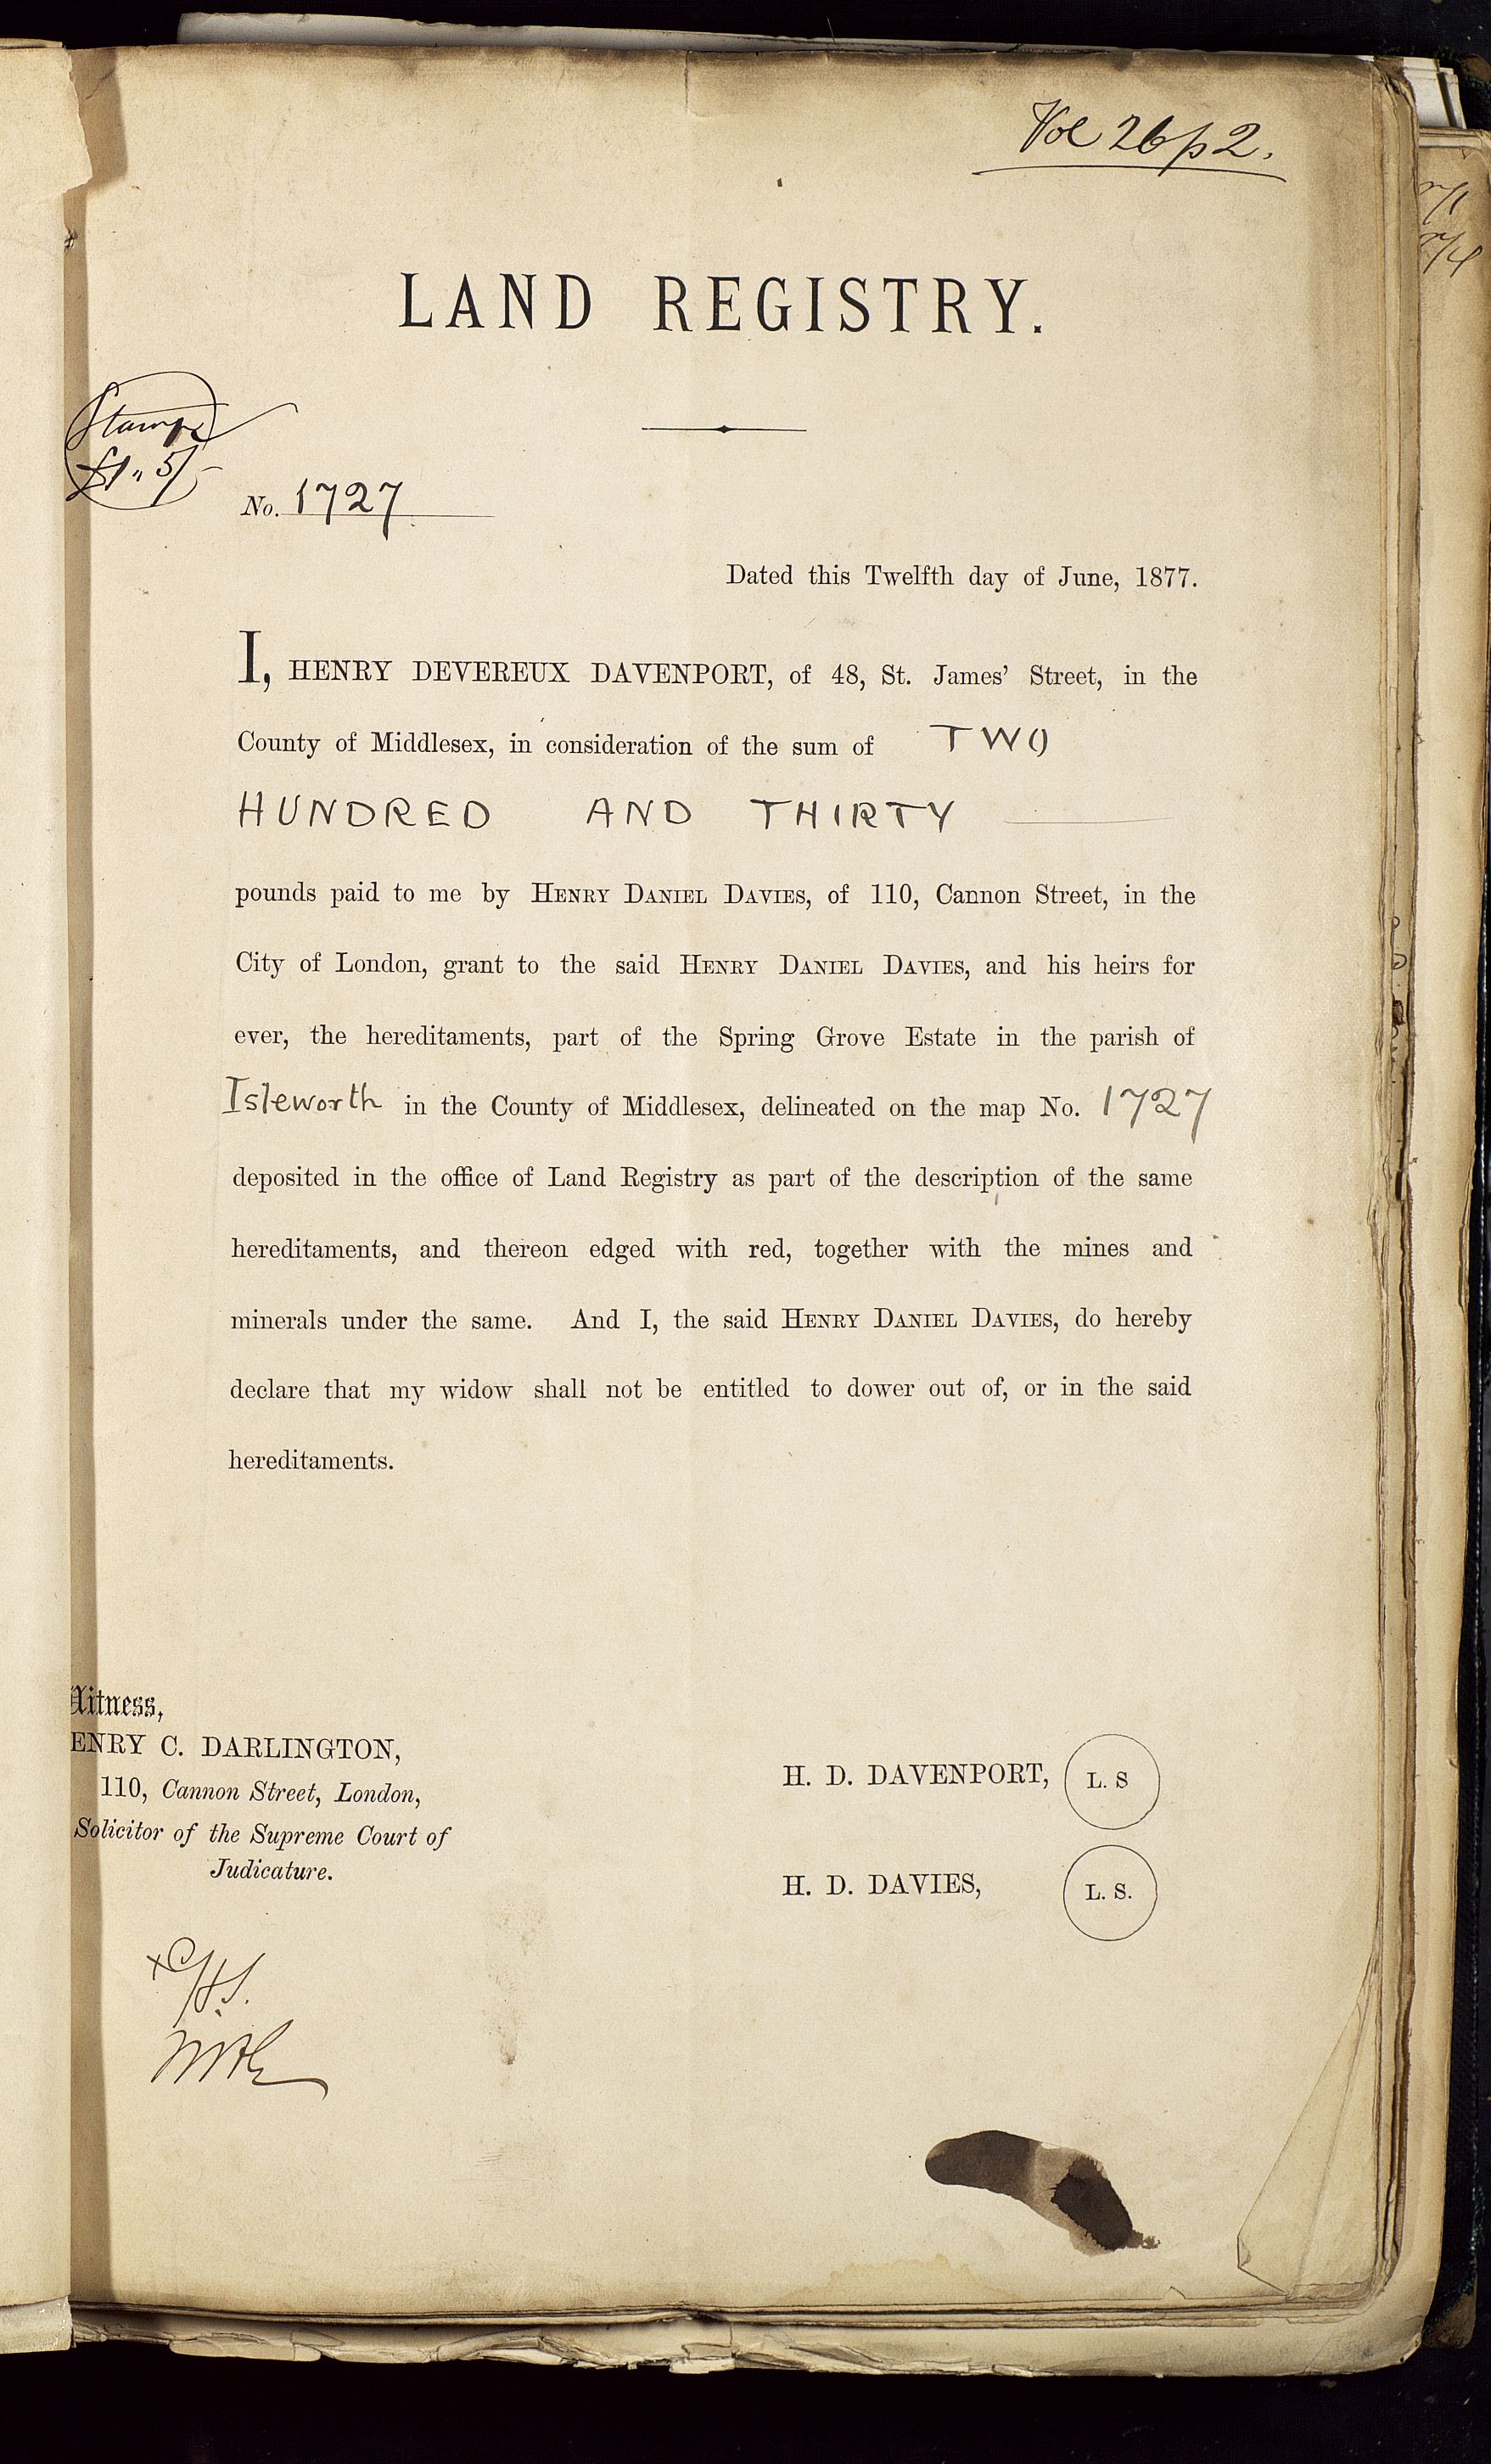 Vol 26 p 2.
LAND REGISTRY.
Stamp
£1 " 5/-
No. 1727
Dated this Twelfth day of June, 1877.
I, HENRY DEVEREUX DAVENPORT, of 48, St. James' Street, in the
County of Middlesex, in consideration of the sum of TWO
HUNDRED AND THIRTY
pounds paid to me by HENRY DANIEL DAVIES, of 110, Cannon Street, in the
City of London, grant to the said HENRY DANIEL DAVIES, and his heirs for
ever, the hereditaments, part of the Spring Grove Estate in the parish of
Isleworth in the County of Middlesex, delineated on the map No. 1727
deposited in the office of Land Registry as part of the description of the same
hereditaments, and thereon edged with red, together with the mines and
minerals under the same. And I, the said HENRY DANIEL DAVIES, do hereby
declare that my widow shall not be entitled to dower out of, or in the said
hereditaments.
Witness,
ENRY C. DARLINGTON,
110, Cannon Street, London,
Solicitor of the Supreme Court of
Judicature.
H. D. DAVENPORT, L. S
H. D. DAVIES, L. S.